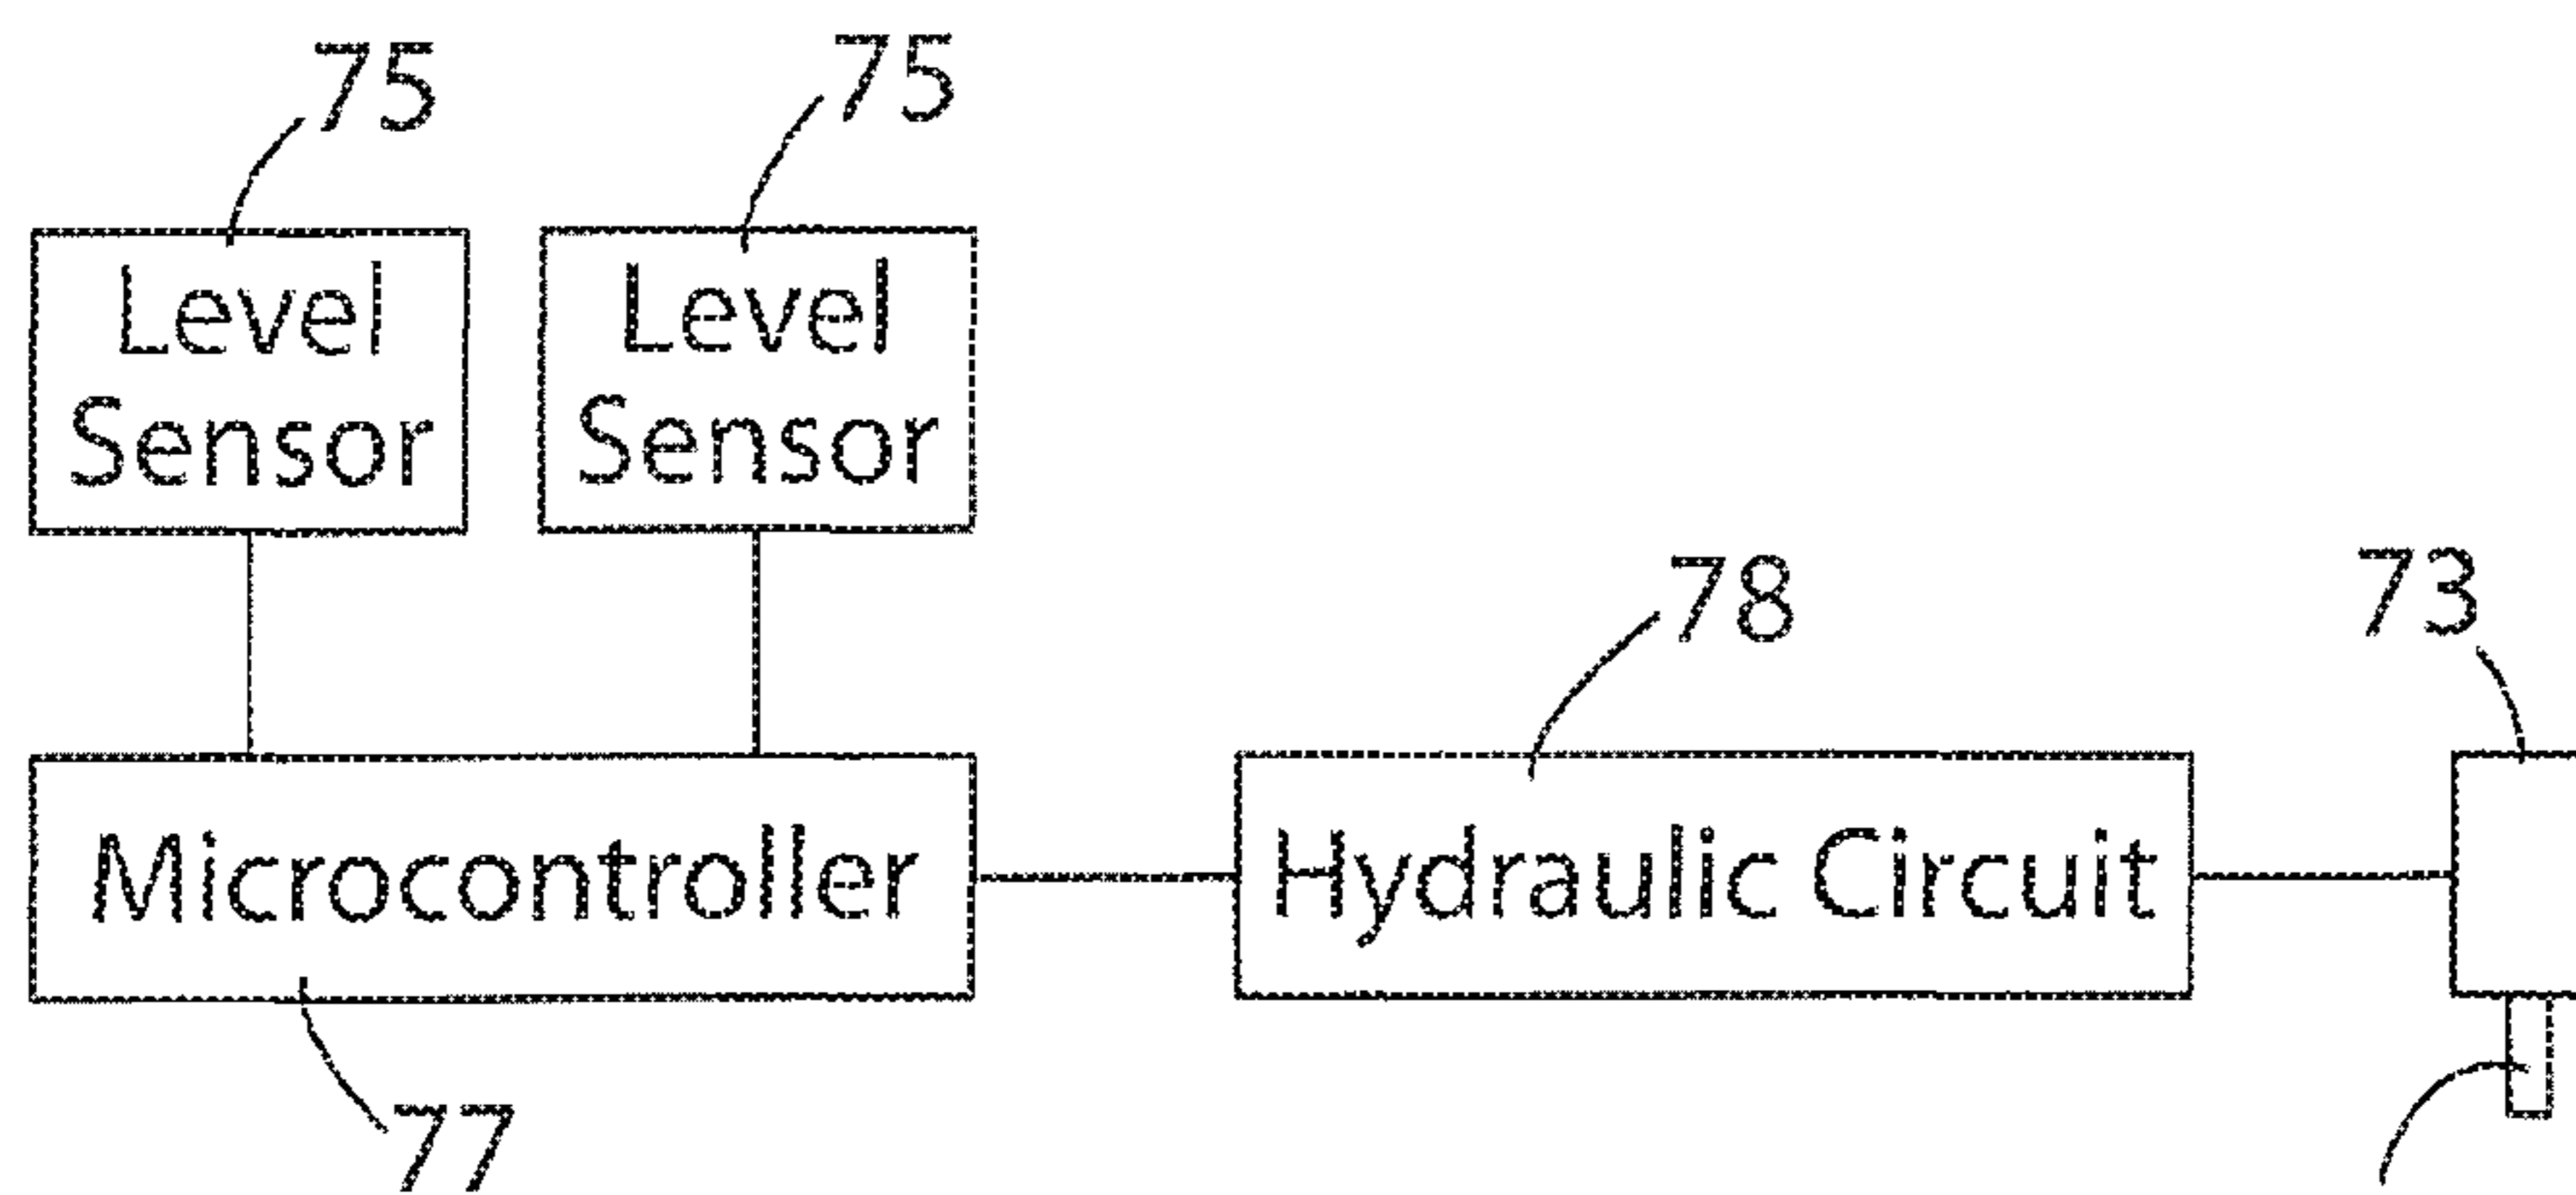 75
75
Level
Sensor
Level
Sensor
78
73
Microcontroller
Hydraulic Circuit
77